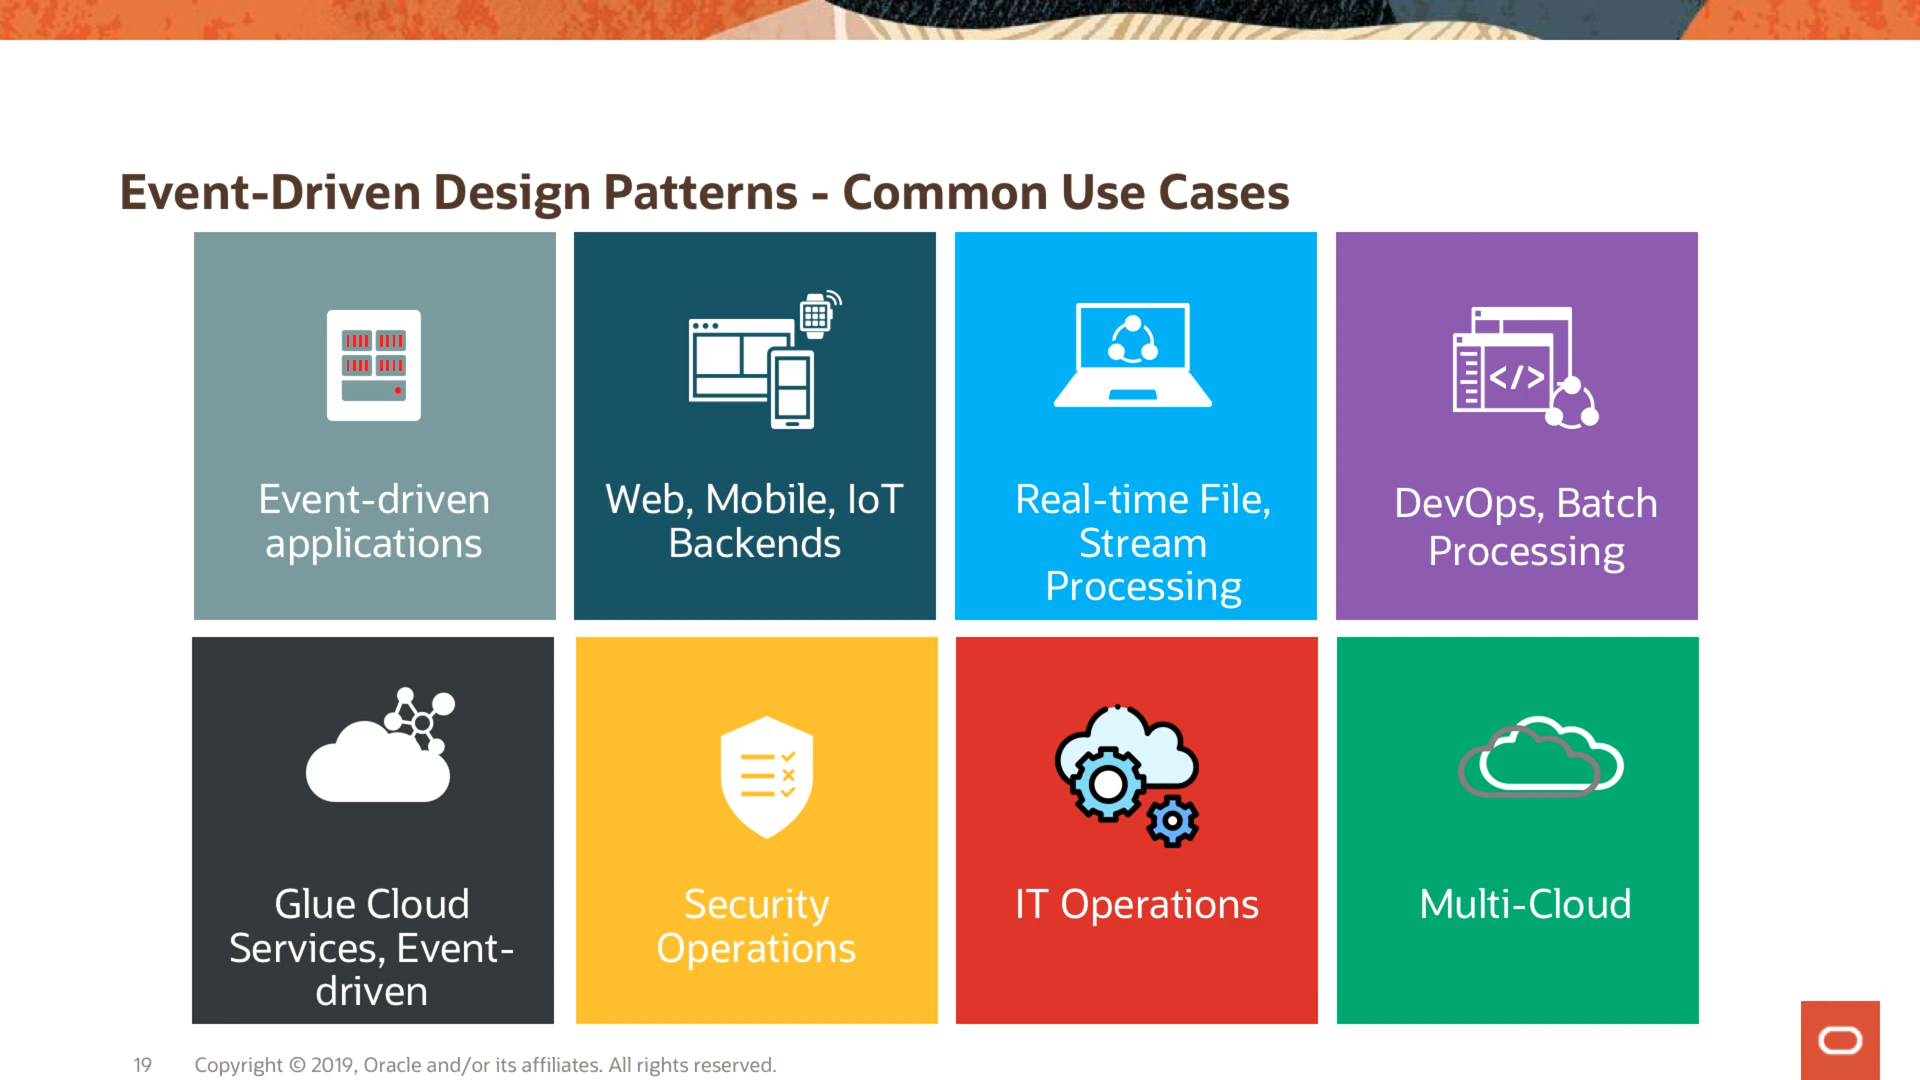 Event-Driven Design Patterns - Common Use Cases
Event-driven
applications
Web, Mobile, IoT
Backends
Real-time File,
Stream
Processing
</>
DevOps, Batch
Processing
Glue Cloud
Services, Event-
driven
Security
Operations
IT Operations
Multi-Cloud
19 Copyright © 2019, Oracle and/or its affiliates. All rights reserved.